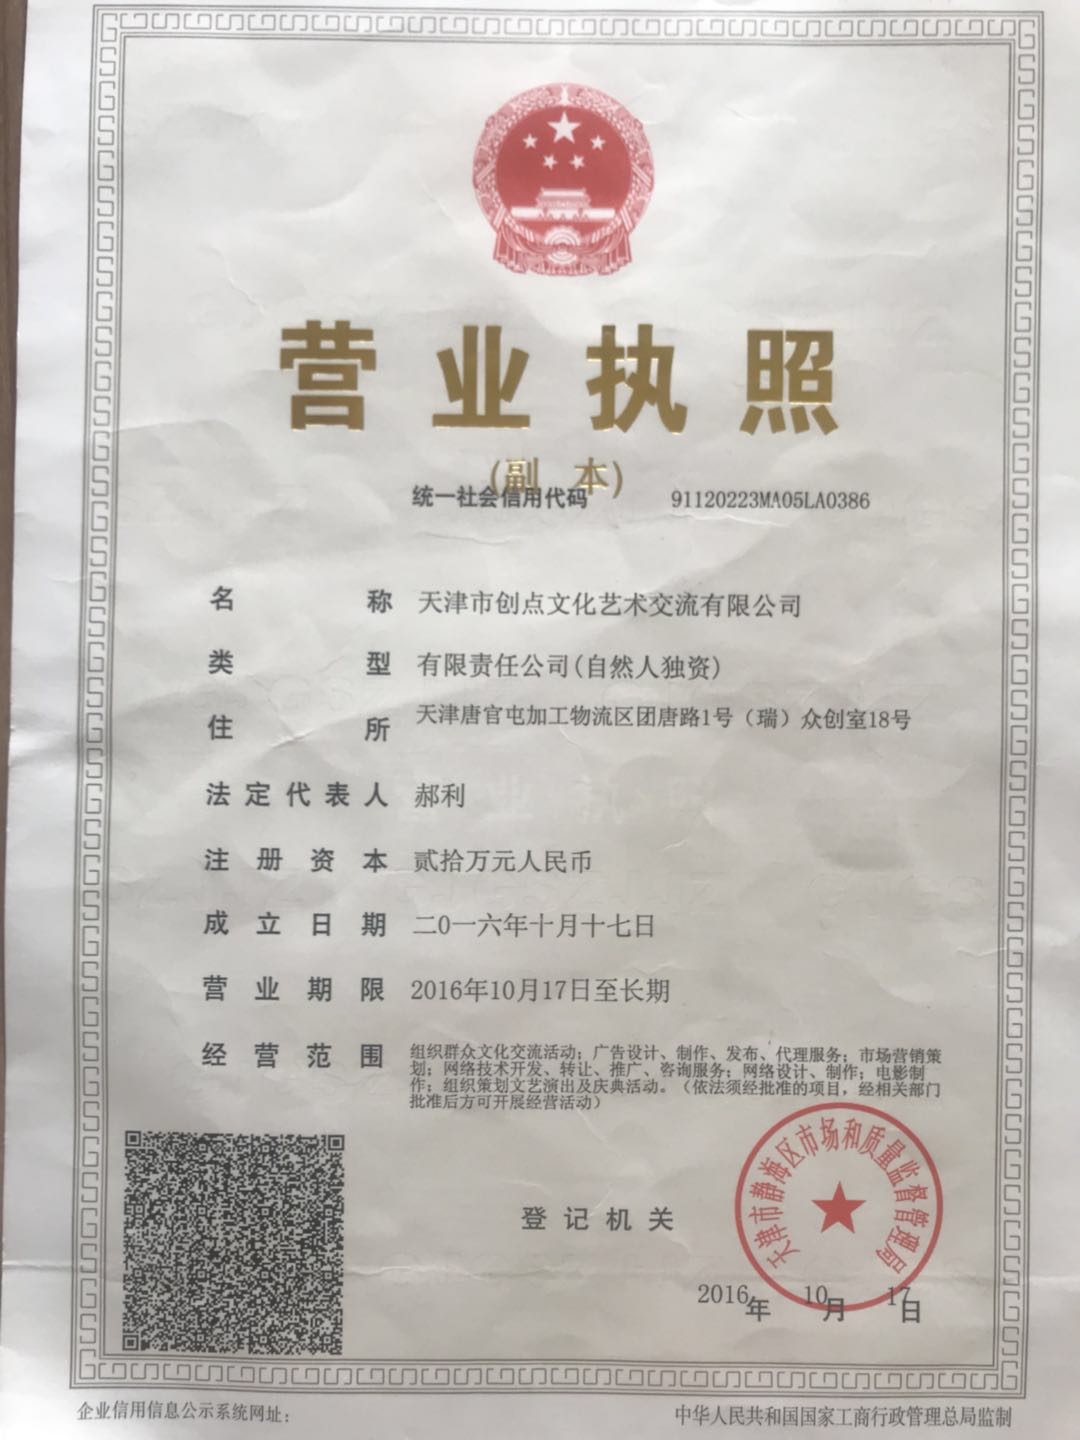 营业执照
(副 本)
统一社会信用代码 91120223MA05LA0386
名称 天津市创点文化艺术交流有限公司
类型 有限责任公司(自然人独资)
住所 天津唐官屯加工物流区团唐路1号（瑞）众创室18号
法定代表人 郝利
注册资本 贰拾万元人民币
成立日期 二0一六年十月十七日
营业期限 2016年10月17日至长期
经营范围 组织群众文化交流活动；广告设计、制作、发布、代理服务；市场营销策
划；网络技术开发、转让、推广、咨询服务；网络设计、制作；电影制
作；组织策划文艺演出及庆典活动。（依法须经批准的项目，经相关部门
批准后方可开展经营活动）
天津市静海区市场和质量监督管理局
登记机关
2016年10月17日
企业信用信息公示系统网址：
中华人民共和国国家工商行政管理总局监制